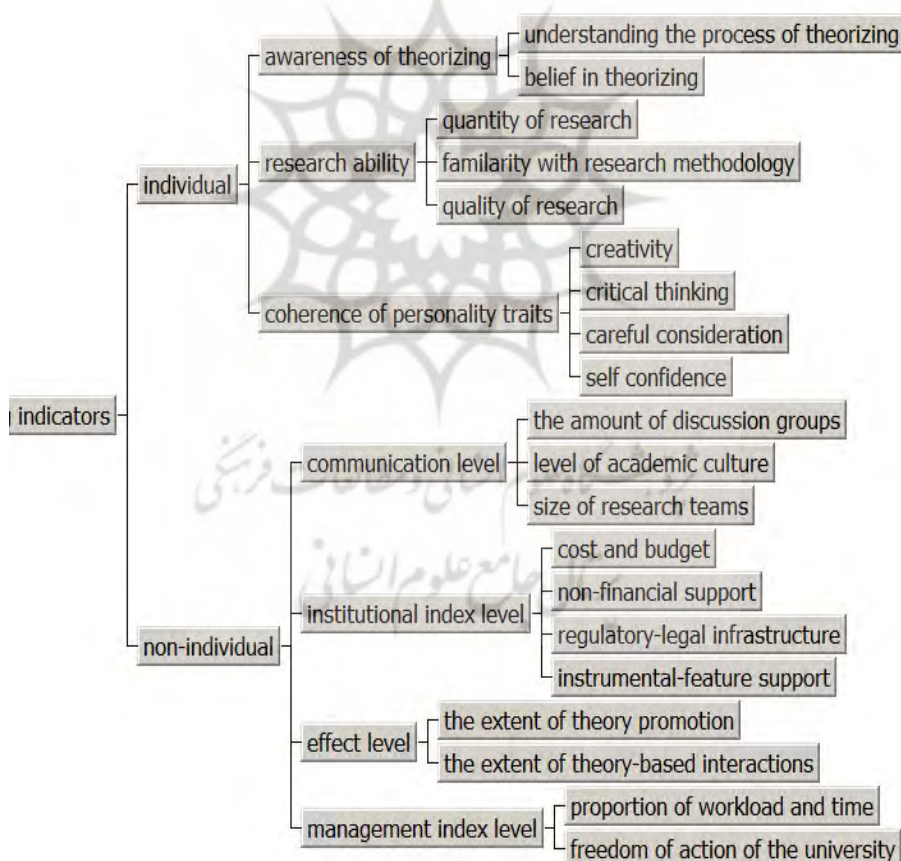 understanding the process of theorizing
awareness of theorizing
belief in theorizing
quantity of research
individual
research ability
familarity with research methodology
quality of research
creativity
critical thinking
coherence of personality traits
careful consideration
self confidence
indicators
the amount of discussion groups
communication level
level of academic culture
size of research teams
cost and budget
non-financial support
institutional index level
regulatory-legal infrastructure
non-individual
instrumental-feature support
the extent of theory promotion
effect level
the extent of theory-based interactions
proportion of workload and time
management index level
freedom of action of the university
جامع علوم انسانی